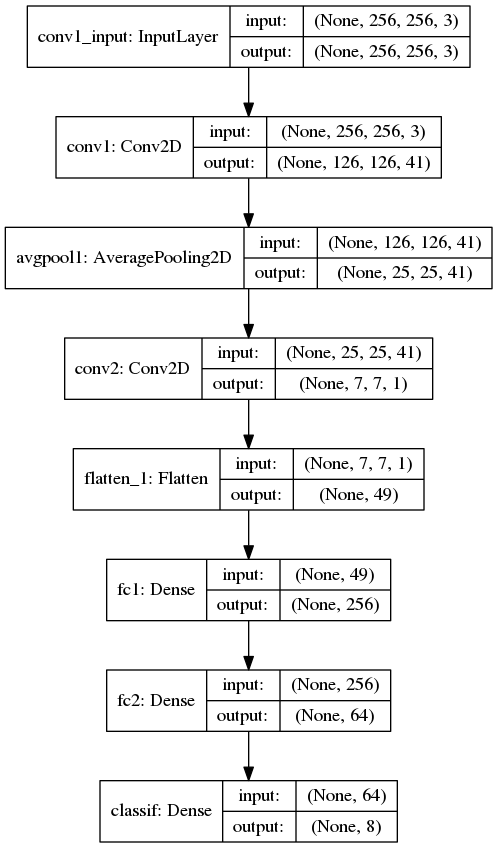 conv1_input: InputLayer
input:
(None, 256, 256, 3)
output:
(None, 256, 256, 3)
conv1: Conv2D
input:
(None, 256, 256, 3)
output:
(None, 126, 126, 41)
avgpool1: AveragePooling2D
input:
(None, 126, 126, 41)
output:
(None, 25, 25, 41)
conv2: Conv2D
input:
(None, 25, 25, 41)
output:
(None, 7, 7, 1)
flatten_1: Flatten
input:
(None, 7, 7, 1)
output:
(None, 49)
fc1: Dense
input:
(None, 49)
output:
(None, 256)
fc2: Dense
input:
(None, 256)
output:
(None, 64)
classif: Dense
input:
(None, 64)
output:
(None, 8)